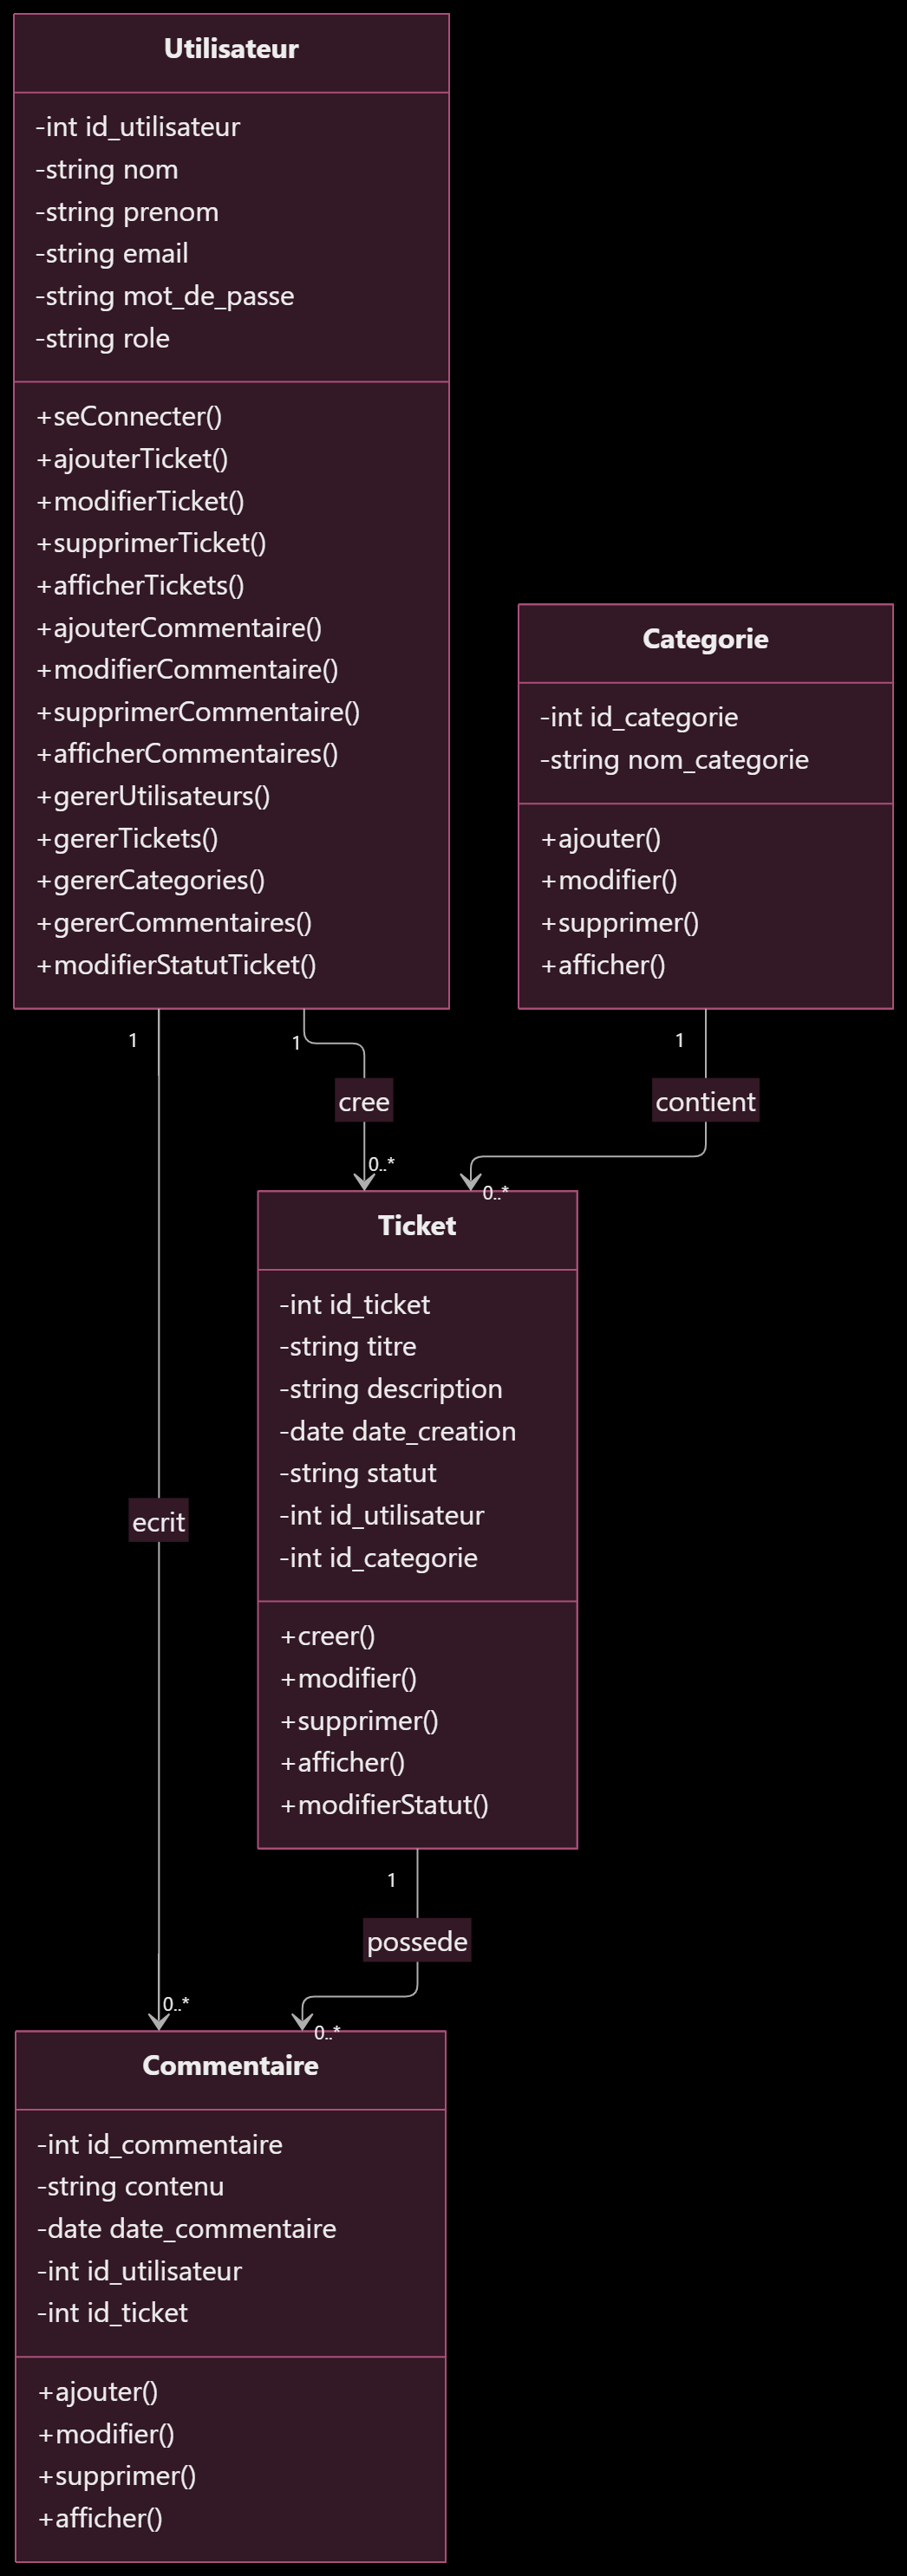 Utilisateur
-int id_utilisateur
-string nom
-string prenom
-string email
-string mot_de_passe
-string role
+seConnecter()
+ajouterTicket()
+modifierTicket()
+supprimerTicket()
+afficherTickets()
+ajouterCommentaire()
+modifierCommentaire()
+supprimerCommentaire()
+afficherCommentaires()
+gererUtilisateurs()
+gererTickets()
+gererCategories()
+gererCommentaires()
+modifierStatutTicket()
Categorie
-int id_categorie
-string nom_categorie
+ajouter()
+modifier()
+supprimer()
+afficher()
1
1
1
cree
contient
0..*
0..*
Ticket
-int id_ticket
-string titre
-string description
-date date_creation
-string statut
-int id_utilisateur
-int id_categorie
+creer()
+modifier()
+supprimer()
+afficher()
+modifierStatut()
ecrit
1
possede
0..*
0..*
Commentaire
-int id_commentaire
-string contenu
-date date_commentaire
-int id_utilisateur
-int id_ticket
+ajouter()
+modifier()
+supprimer()
+afficher()